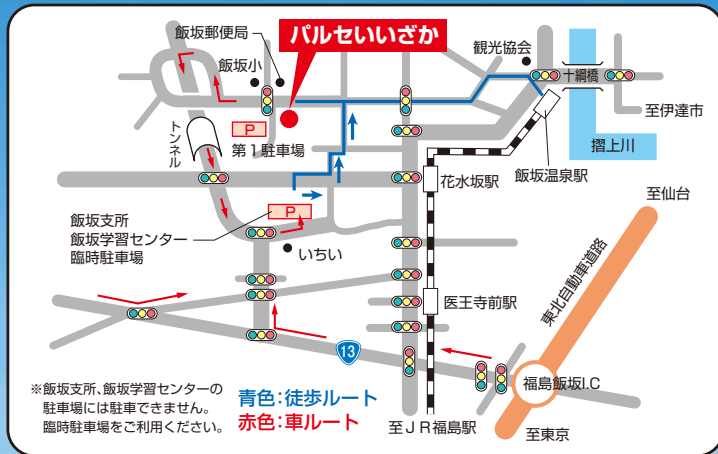 飯坂郵便局
パルセいいざか
観光協会
飯坂小
十綱橋
至伊達市
P
第1駐車場
トンネル
摺上川
飯坂温泉駅
花水坂駅
至仙台
P
飯坂支所
飯坂学習センター
臨時駐車場
いちい
東北自動車道路
医王寺前駅
13
福島飯坂I.C
※飯坂支所、飯坂学習センターの
駐車場には駐車できません。
臨時駐車場をご利用ください。
青色:徒歩ルート
赤色:車ルート
至JR福島駅
至東京